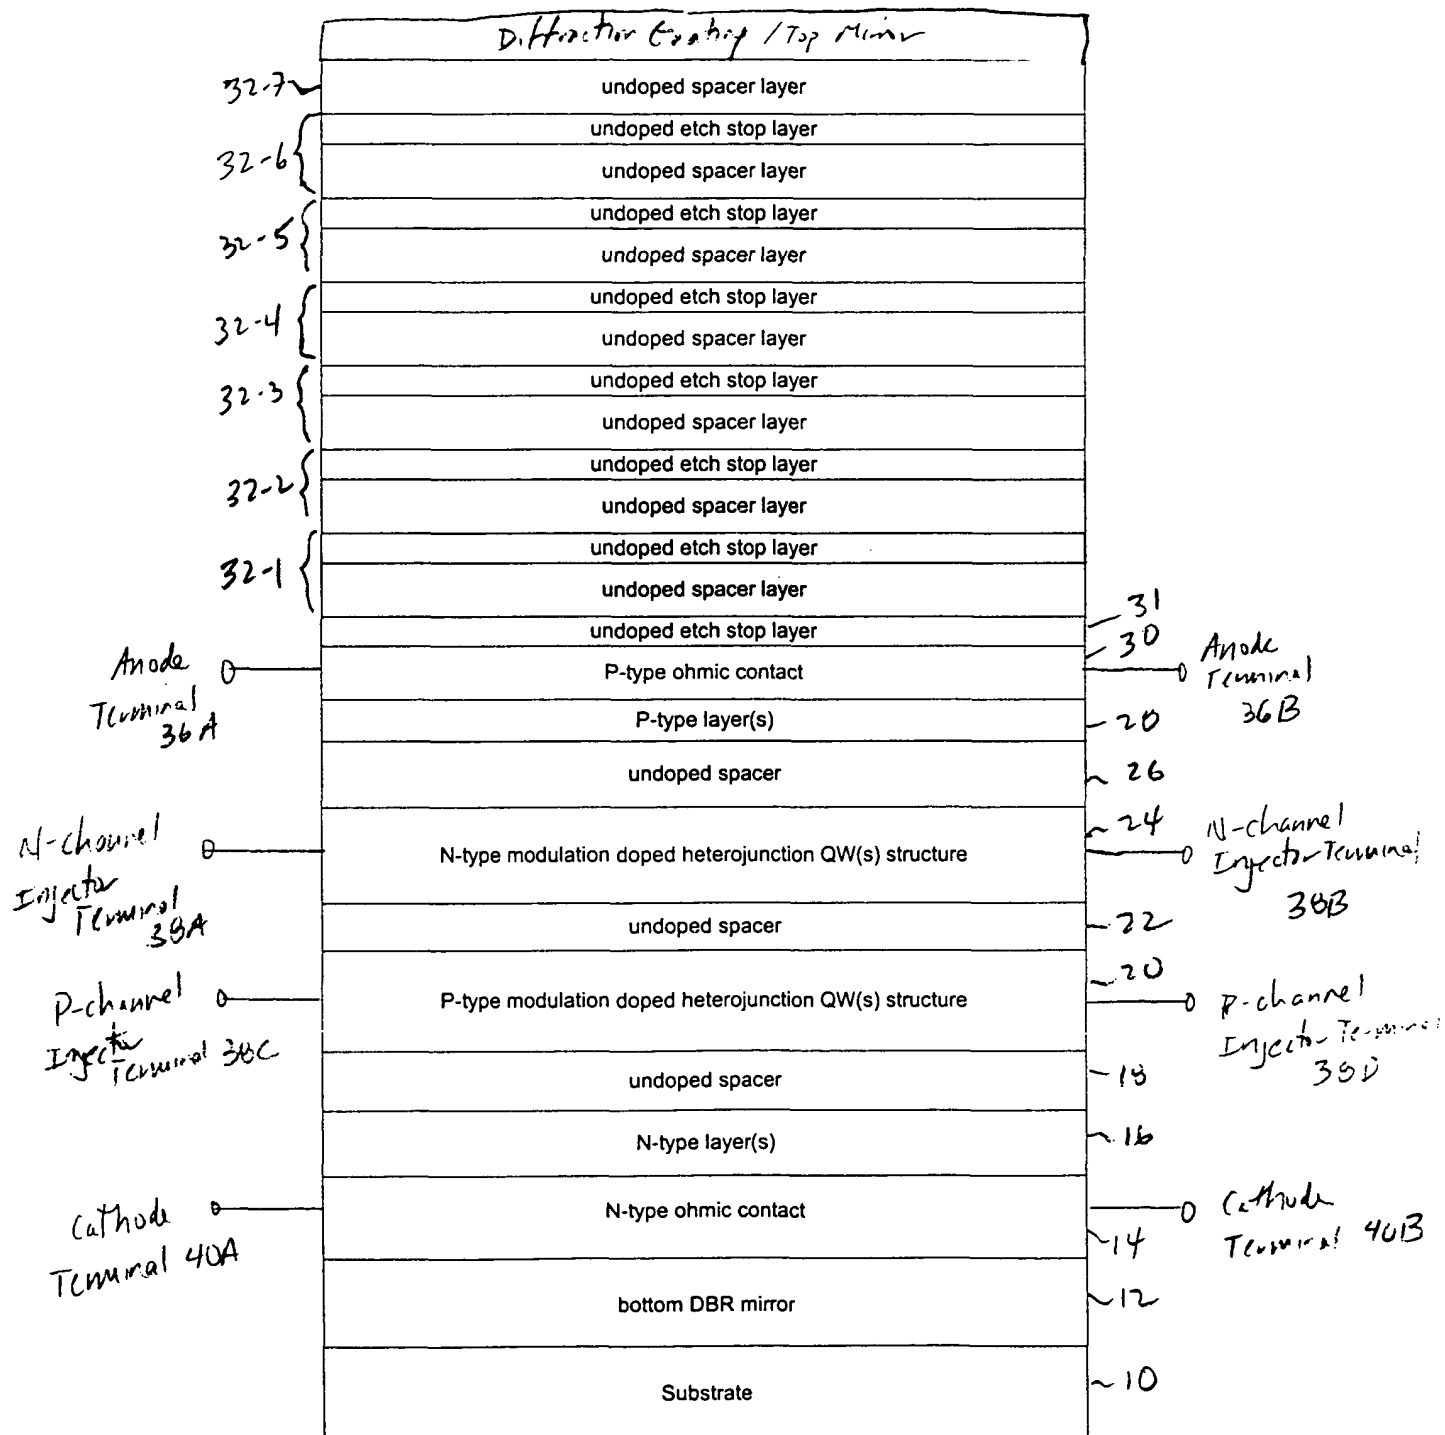 Diffraction Grating / Top Mirror
32-7 undoped spacer layer
undoped etch stop layer
32-6
undoped spacer layer
undoped etch stop layer
32-5
undoped spacer layer
undoped etch stop layer
32-4
undoped spacer layer
undoped etch stop layer
32-3
undoped spacer layer
undoped etch stop layer
32-2
undoped spacer layer
undoped etch stop layer
32-1
undoped spacer layer
31
undoped etch stop layer
30
Anode
Terminal
36A
P-type ohmic contact
Anode
Terminal
36B
P-type layer(s)
28
undoped spacer
26
24
N-channel
Injector
Terminal
38A
N-type modulation doped heterojunction QW(s) structure
N-channel
Injector Terminal
38B
undoped spacer
22
20
P-channel
Injector
Terminal 38C
P-type modulation doped heterojunction QW(s) structure
P-channel
Injector Terminal
38D
undoped spacer
18
N-type layer(s)
16
Cathode
Terminal 40A
N-type ohmic contact
Cathode
Terminal 40B
14
bottom DBR mirror
12
Substrate
10